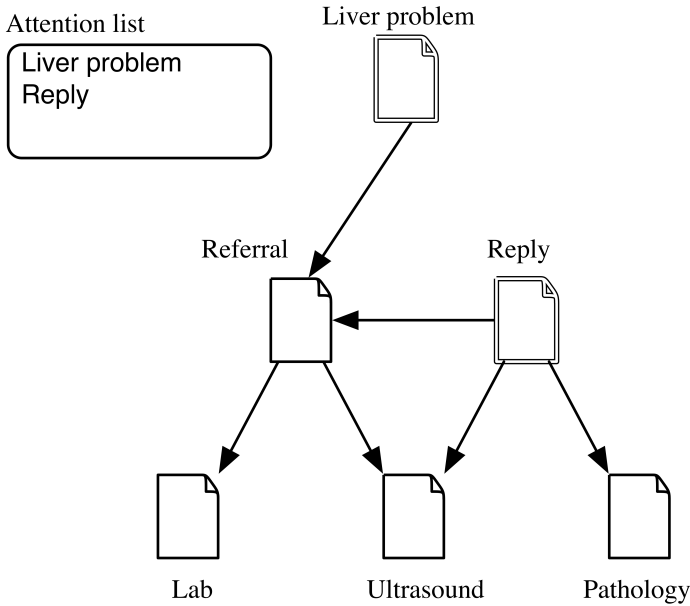 Attention list
Liver problem
Liver problem
Reply
Referral
Reply
Lab
Ultrasound
Pathology